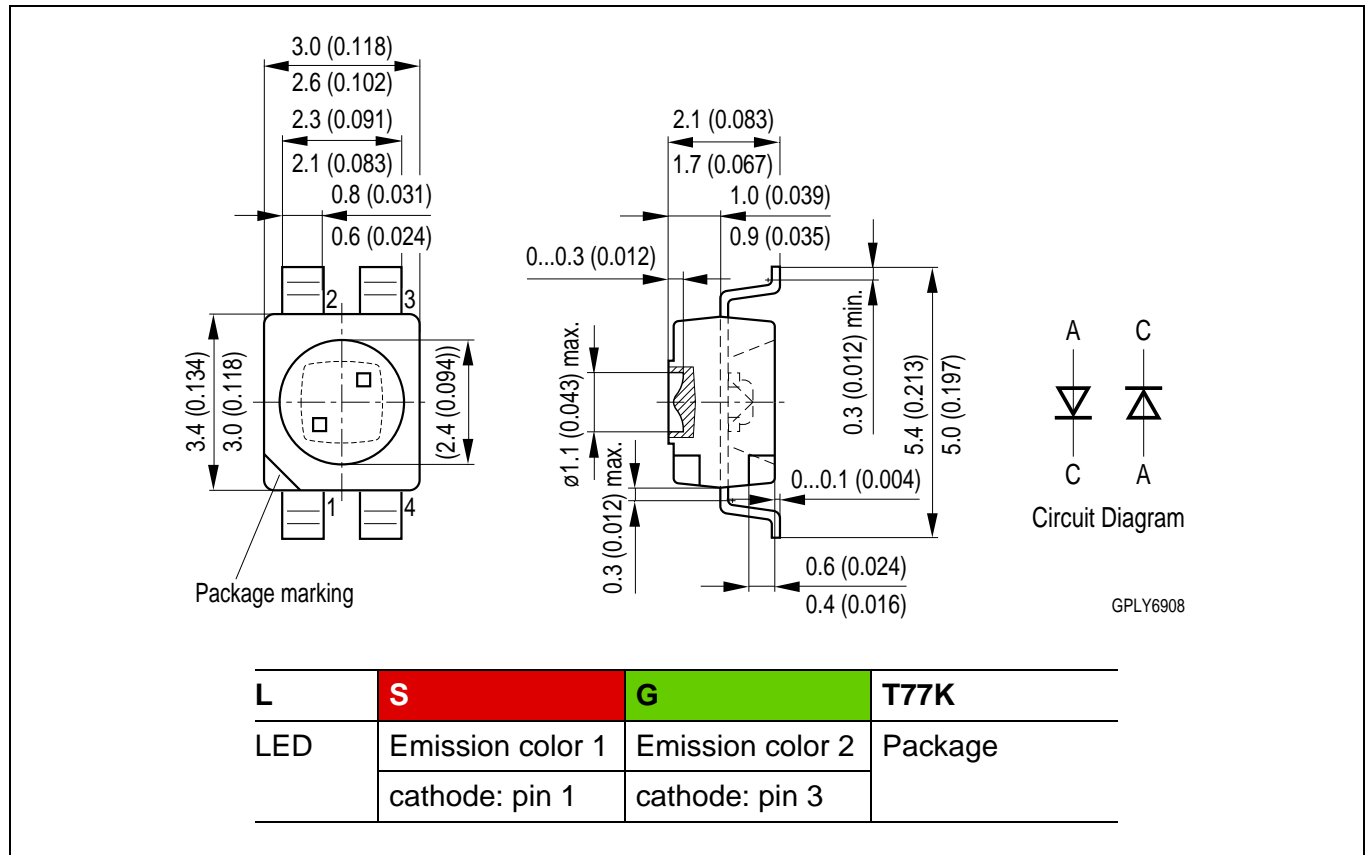 3.0 (0.118)
2.6 (0.102)
2.3 (0.091)
2.1 (0.083)
0.8 (0.031)
0.6 (0.024)
2
3
3.4 (0.134)
3.0 (0.118)
(2.4 (0.094))
1
4
Package marking
2.1 (0.083)
1.7 (0.067)
1.0 (0.039)
0.9 (0.035)
0...0.3 (0.012)
ø1.1 (0.043) max.
0.3 (0.012) max.
0.3 (0.012) min.
5.4 (0.213)
5.0 (0.197)
0...0.1 (0.004)
0.6 (0.024)
0.4 (0.016)
A C
C A
Circuit Diagram
GPLY6908
L S G T77K
LED Emission color 1 Emission color 2 Package
cathode: pin 1 cathode: pin 3